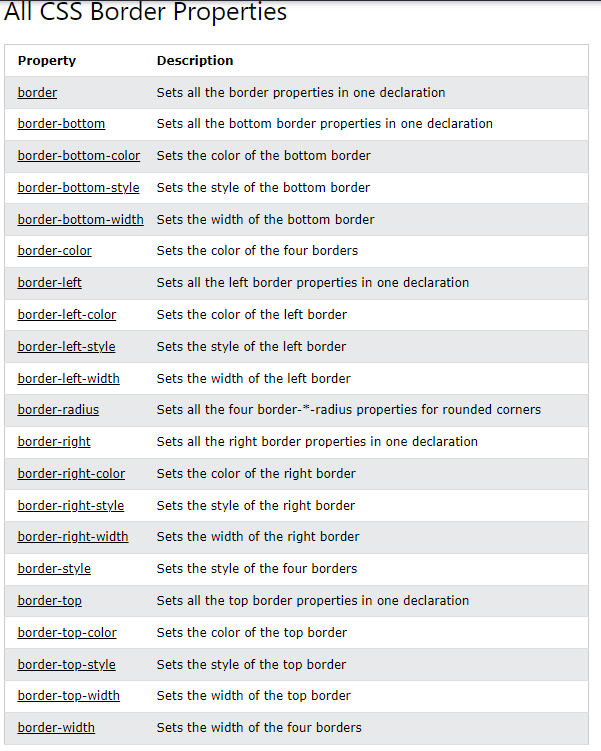 All CSS Border Properties
Property Description
border Sets all the border properties in one declaration
border-bottom Sets all the bottom border properties in one declaration
border-bottom-color Sets the color of the bottom border
border-bottom-style Sets the style of the bottom border
border-bottom-width Sets the width of the bottom border
border-color Sets the color of the four borders
border-left Sets all the left border properties in one declaration
border-left-color Sets the color of the left border
border-left-style Sets the style of the left border
border-left-width Sets the width of the left border
border-radius Sets all the four border-*-radius properties for rounded corners
border-right Sets all the right border properties in one declaration
border-right-color Sets the color of the right border
border-right-style Sets the style of the right border
border-right-width Sets the width of the right border
border-style Sets the style of the four borders
border-top Sets all the top border properties in one declaration
border-top-color Sets the color of the top border
border-top-style Sets the style of the top border
border-top-width Sets the width of the top border
border-width Sets the width of the four borders